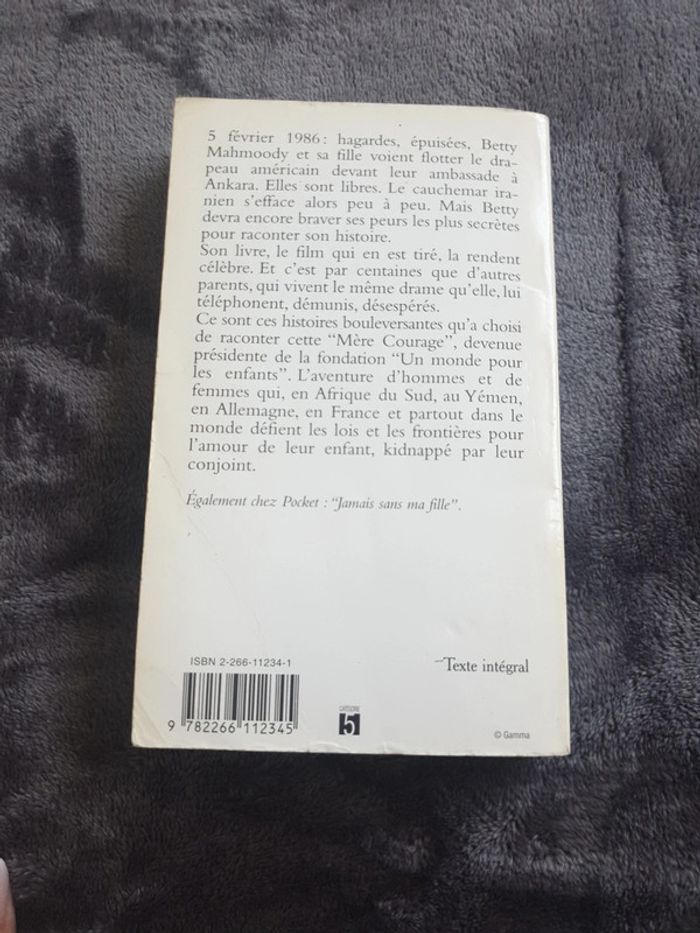 5 février 1986 : hagardes, épuisées, Betty
Mahmoody et sa fille voient flotter le dra-
peau américain devant leur ambassade à
Ankara. Elles sont libres. Le cauchemar ira-
nien s'efface alors peu à peu. Mais Betty
devra encore braver ses peurs les plus secrètes
pour raconter son histoire.
Son livre, le film qui en est tiré, la rendent
célèbre. Et c'est par centaines que d'autres
parents, qui vivent le même drame qu'elle, lui
téléphonent, démunis, désespérés.
Ce sont ces histoires bouleversantes qu'a choisi
de raconter cette "Mère Courage", devenue
présidente de la fondation "Un monde pour
les enfants". L'aventure d'hommes et de
femmes qui, en Afrique du Sud, au Yémen,
en Allemagne, en France et partout dans le
monde défient les lois et les frontières pour
l'amour de leur enfant, kidnappé par leur
conjoint.
Également chez Pocket : "Jamais sans ma fille".
ISBN 2-266-11234-1
Texte intégral
9 782266 112345
CATÉGORIE
5
© Gamma